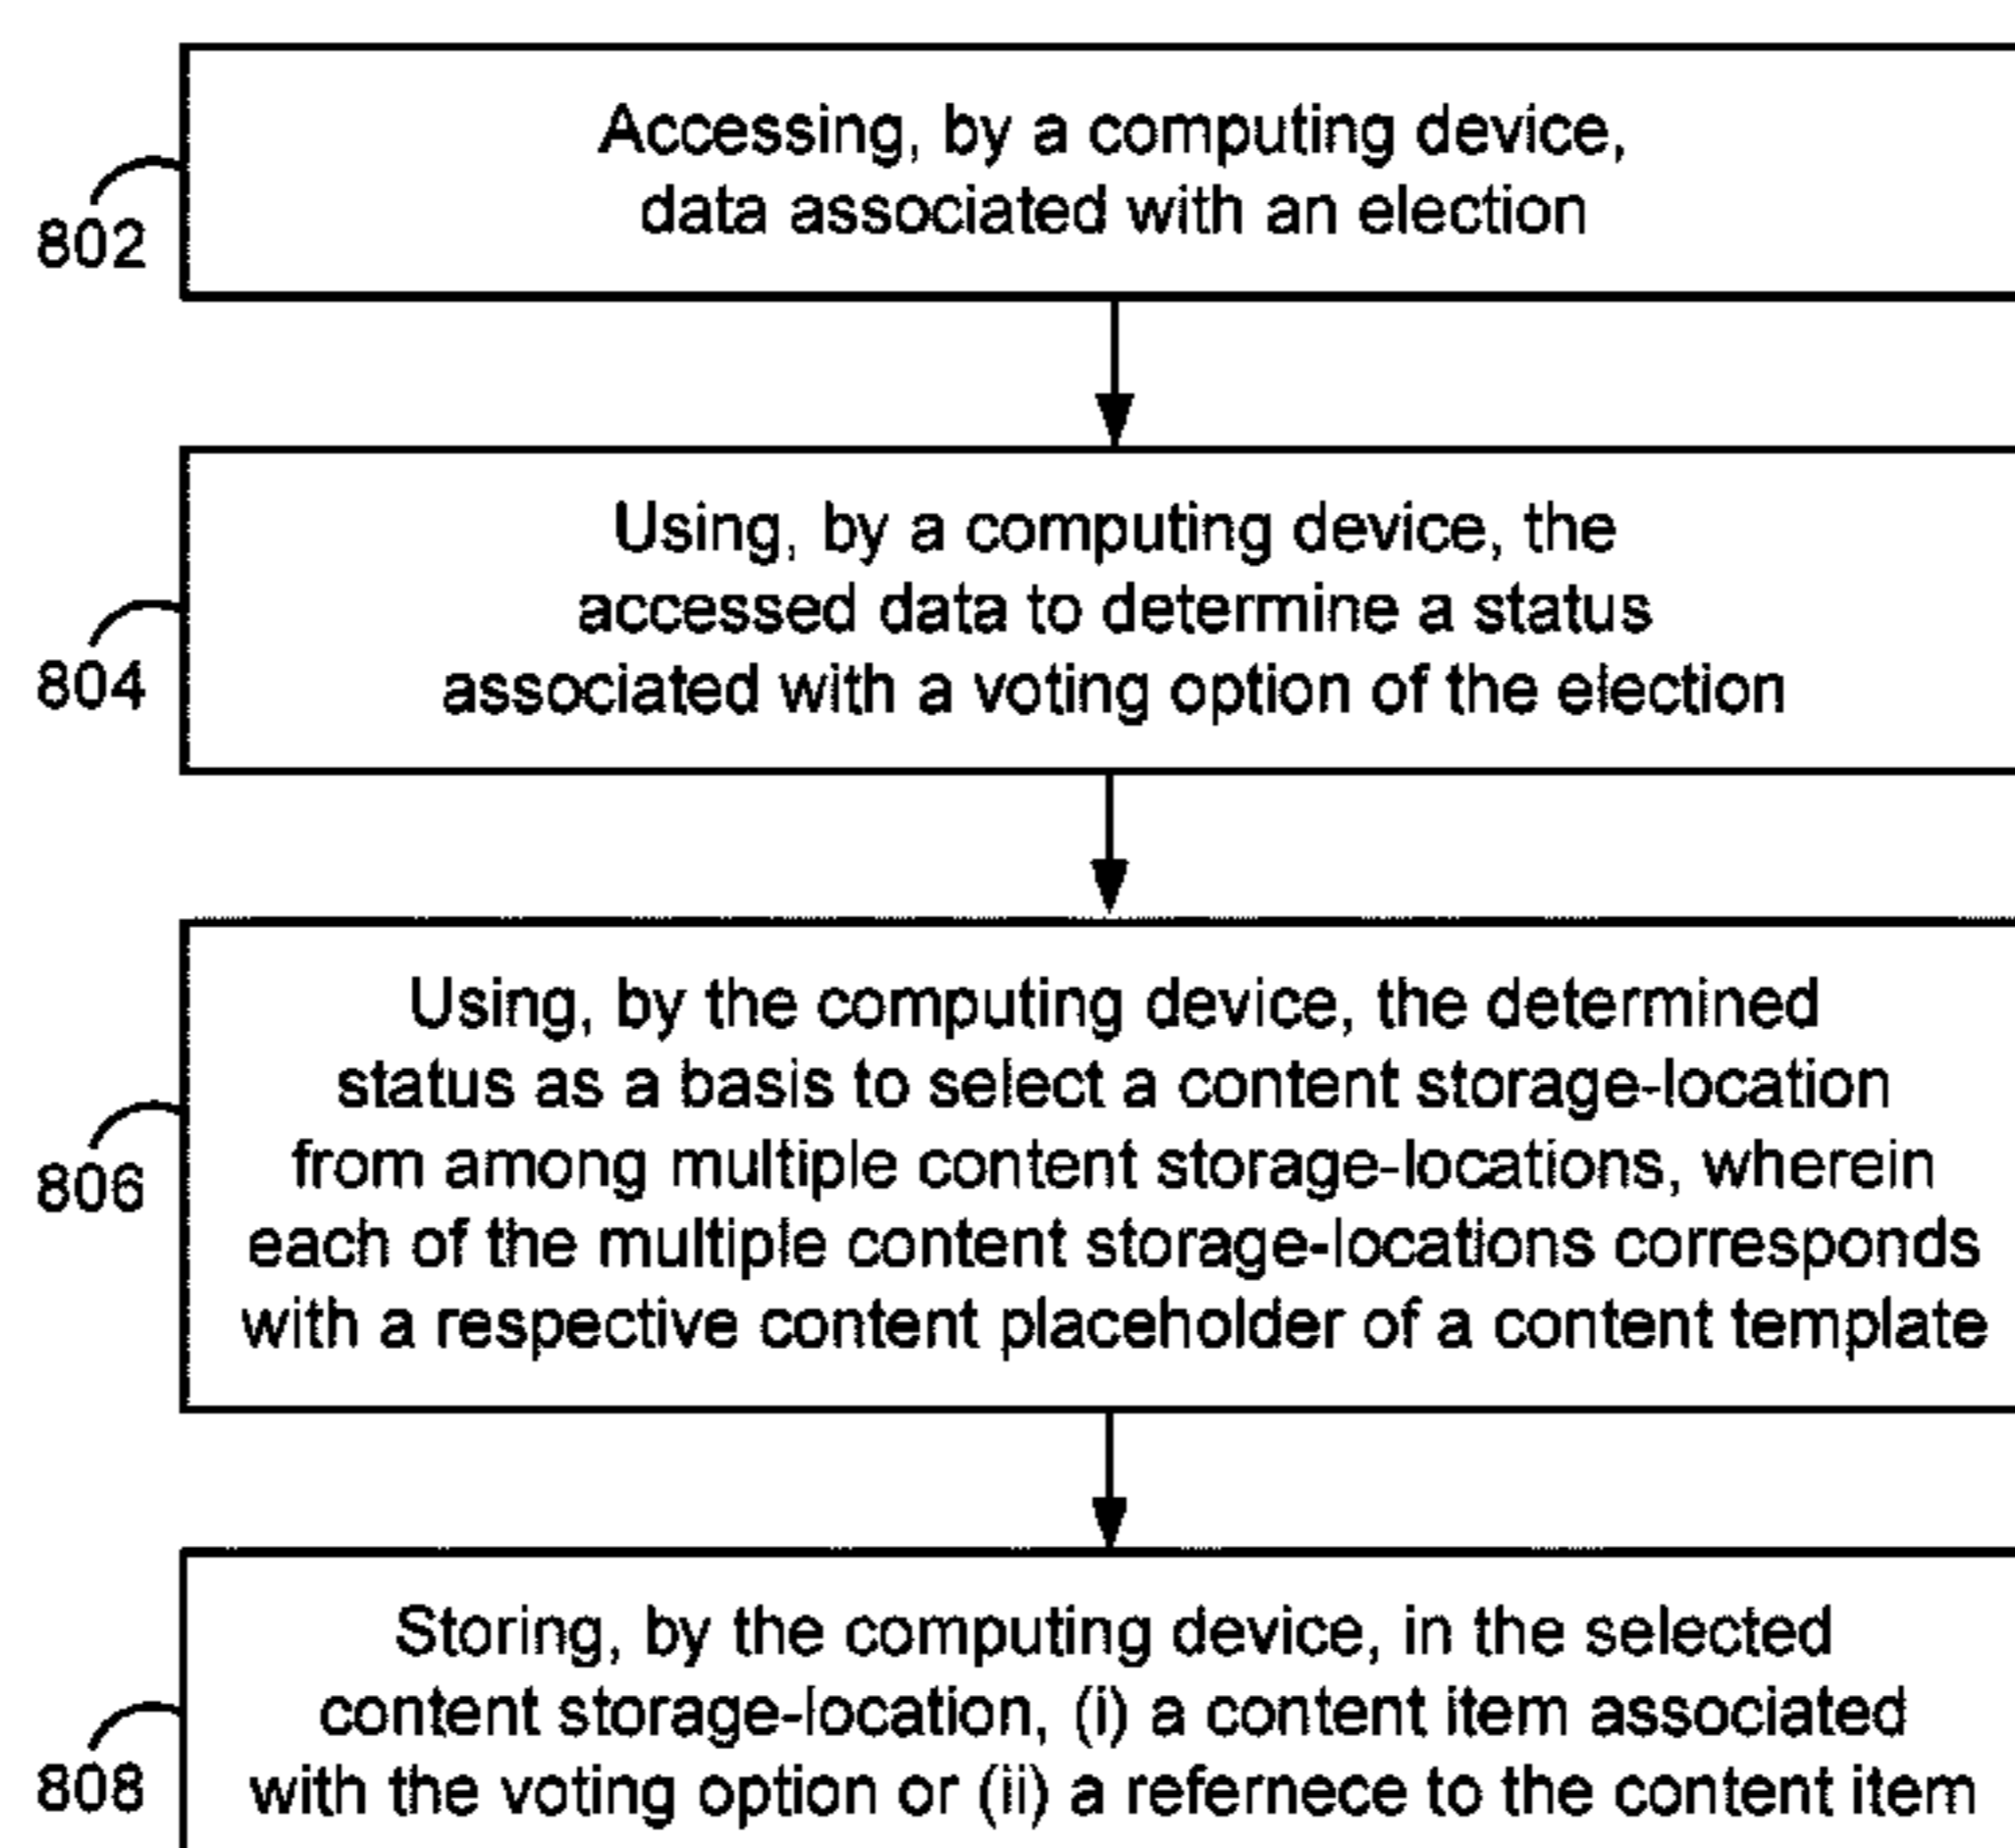 Accessing, by a computing device,
data associated with an election
802
Using, by a computing device, the
accessed data to determine a status
associated with a voting option of the election
804
Using, by the computing device, the determined
status as a basis to select a content storage-location
from among multiple content storage-locations, wherein
each of the multiple content storage-locations corresponds
with a respective content placeholder of a content template
806
Storing, by the computing device, in the selected
content storage-location, (i) a content item associated
with the voting option or (ii) a refernece to the content item
808